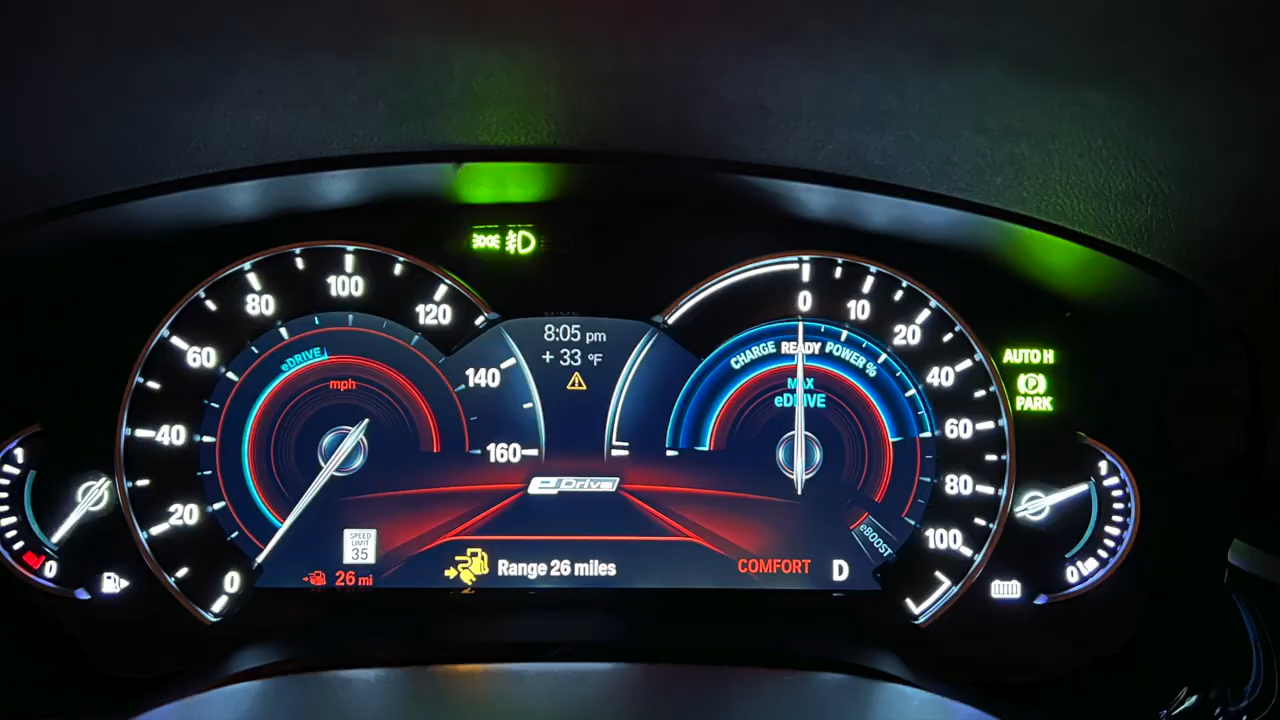 8:05 pm
+ 33 °F
100
80
120
60
140
40
160
20
0
eDRIVE
mph
SPEED
LIMIT
35
26 mi
eDrive
Range 26 miles
COMFORT
D
0
10
20
40
60
80
100
CHARGE READY POWER %
MAX
eDRIVE
eBOOST
AUTO H
P
PARK
1
0
1
0